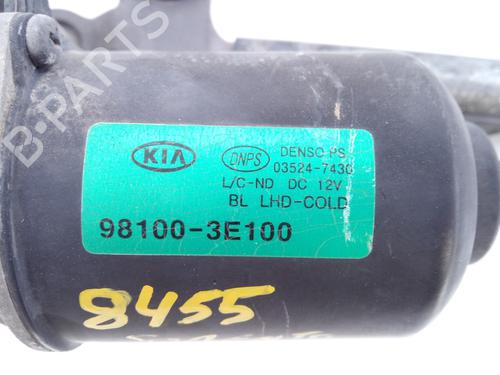 B-PARTS
KIA
DNPS
DENSO PS
03524-7430
L/C-ND DC 12V
BL LHD-COLD
98100-3E100
8455